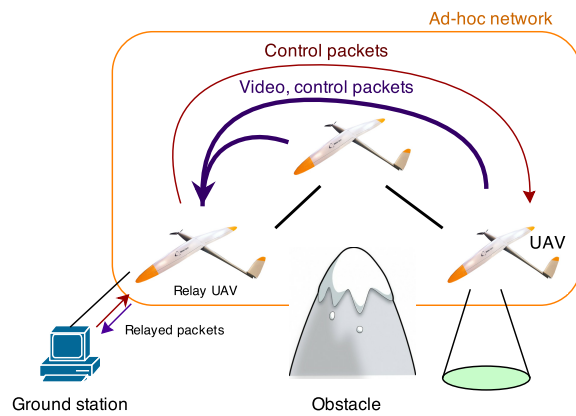 Ad-hoc network
Control packets
Video, control packets
UAV
Relay UAV
Relayed packets
Ground station
Obstacle